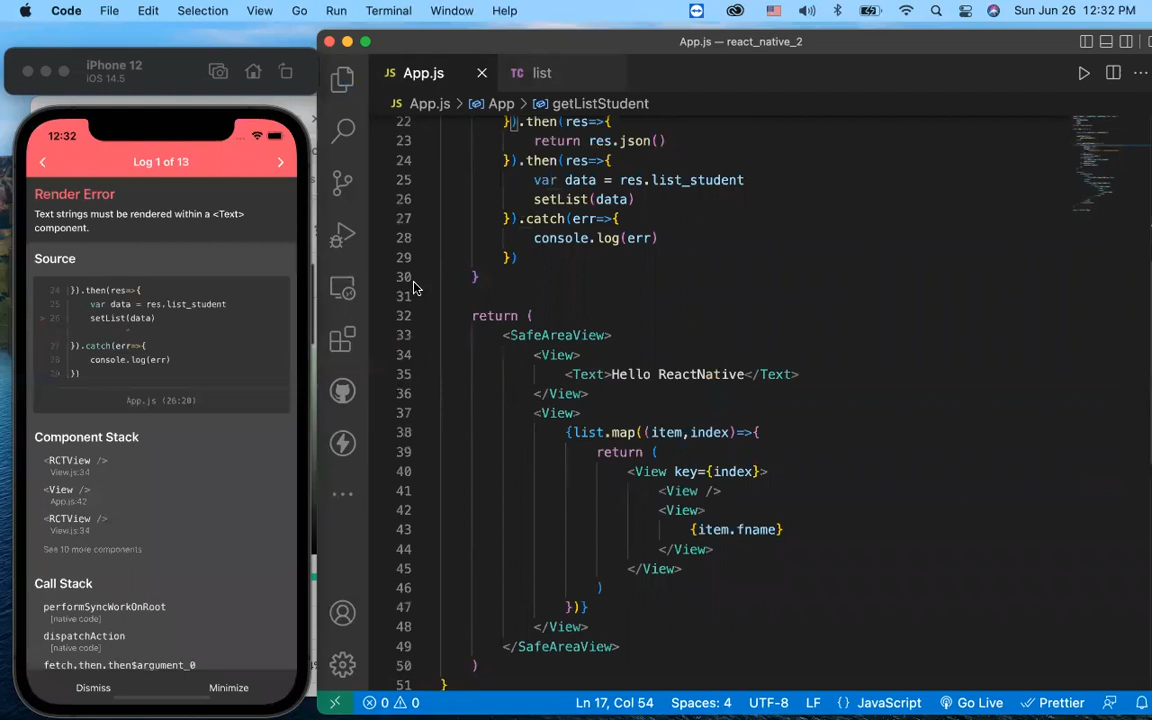 Code File Edit Selection View Go Run Terminal Window Help Sun Jun 26 12:32 PM
iPhone 12
iOS 14.5
12:32
Log 1 of 13
Render Error
Text strings must be rendered within a <Text>
component.
Source
24 }).then(res=>{
25 var data = res.list_student
> 26 setList(data)
^
27 }).catch(err=>{
28 console.log(err)
29 })
App.js (26:20)
Component Stack
<RCTView />
View.js:34
<View />
App.js:42
<RCTView />
View.js:34
See 10 more components
Call Stack
performSyncWorkOnRoot
[native code]
dispatchAction
[native code]
fetch.then.then$argument_0
Dismiss Minimize
App.js — react_native_2
JS App.js TC list
JS App.js > App > getListStudent
22 }).then(res=>{
23 return res.json()
24 }).then(res=>{
25 var data = res.list_student
26 setList(data)
27 }).catch(err=>{
28 console.log(err)
29 })
30 }
31
32 return (
33 <SafeAreaView>
34 <View>
35 <Text>Hello ReactNative</Text>
36 </View>
37 <View>
38 {list.map((item,index)=>{
39 return (
40 <View key={index}>
41 <View />
42 <View>
43 {item.fname}
44 </View>
45 </View>
46 )
47 })}
48 </View>
49 </SafeAreaView>
50 )
51 }
0 0 Ln 17, Col 54 Spaces: 4 UTF-8 LF {} JavaScript Go Live Prettier